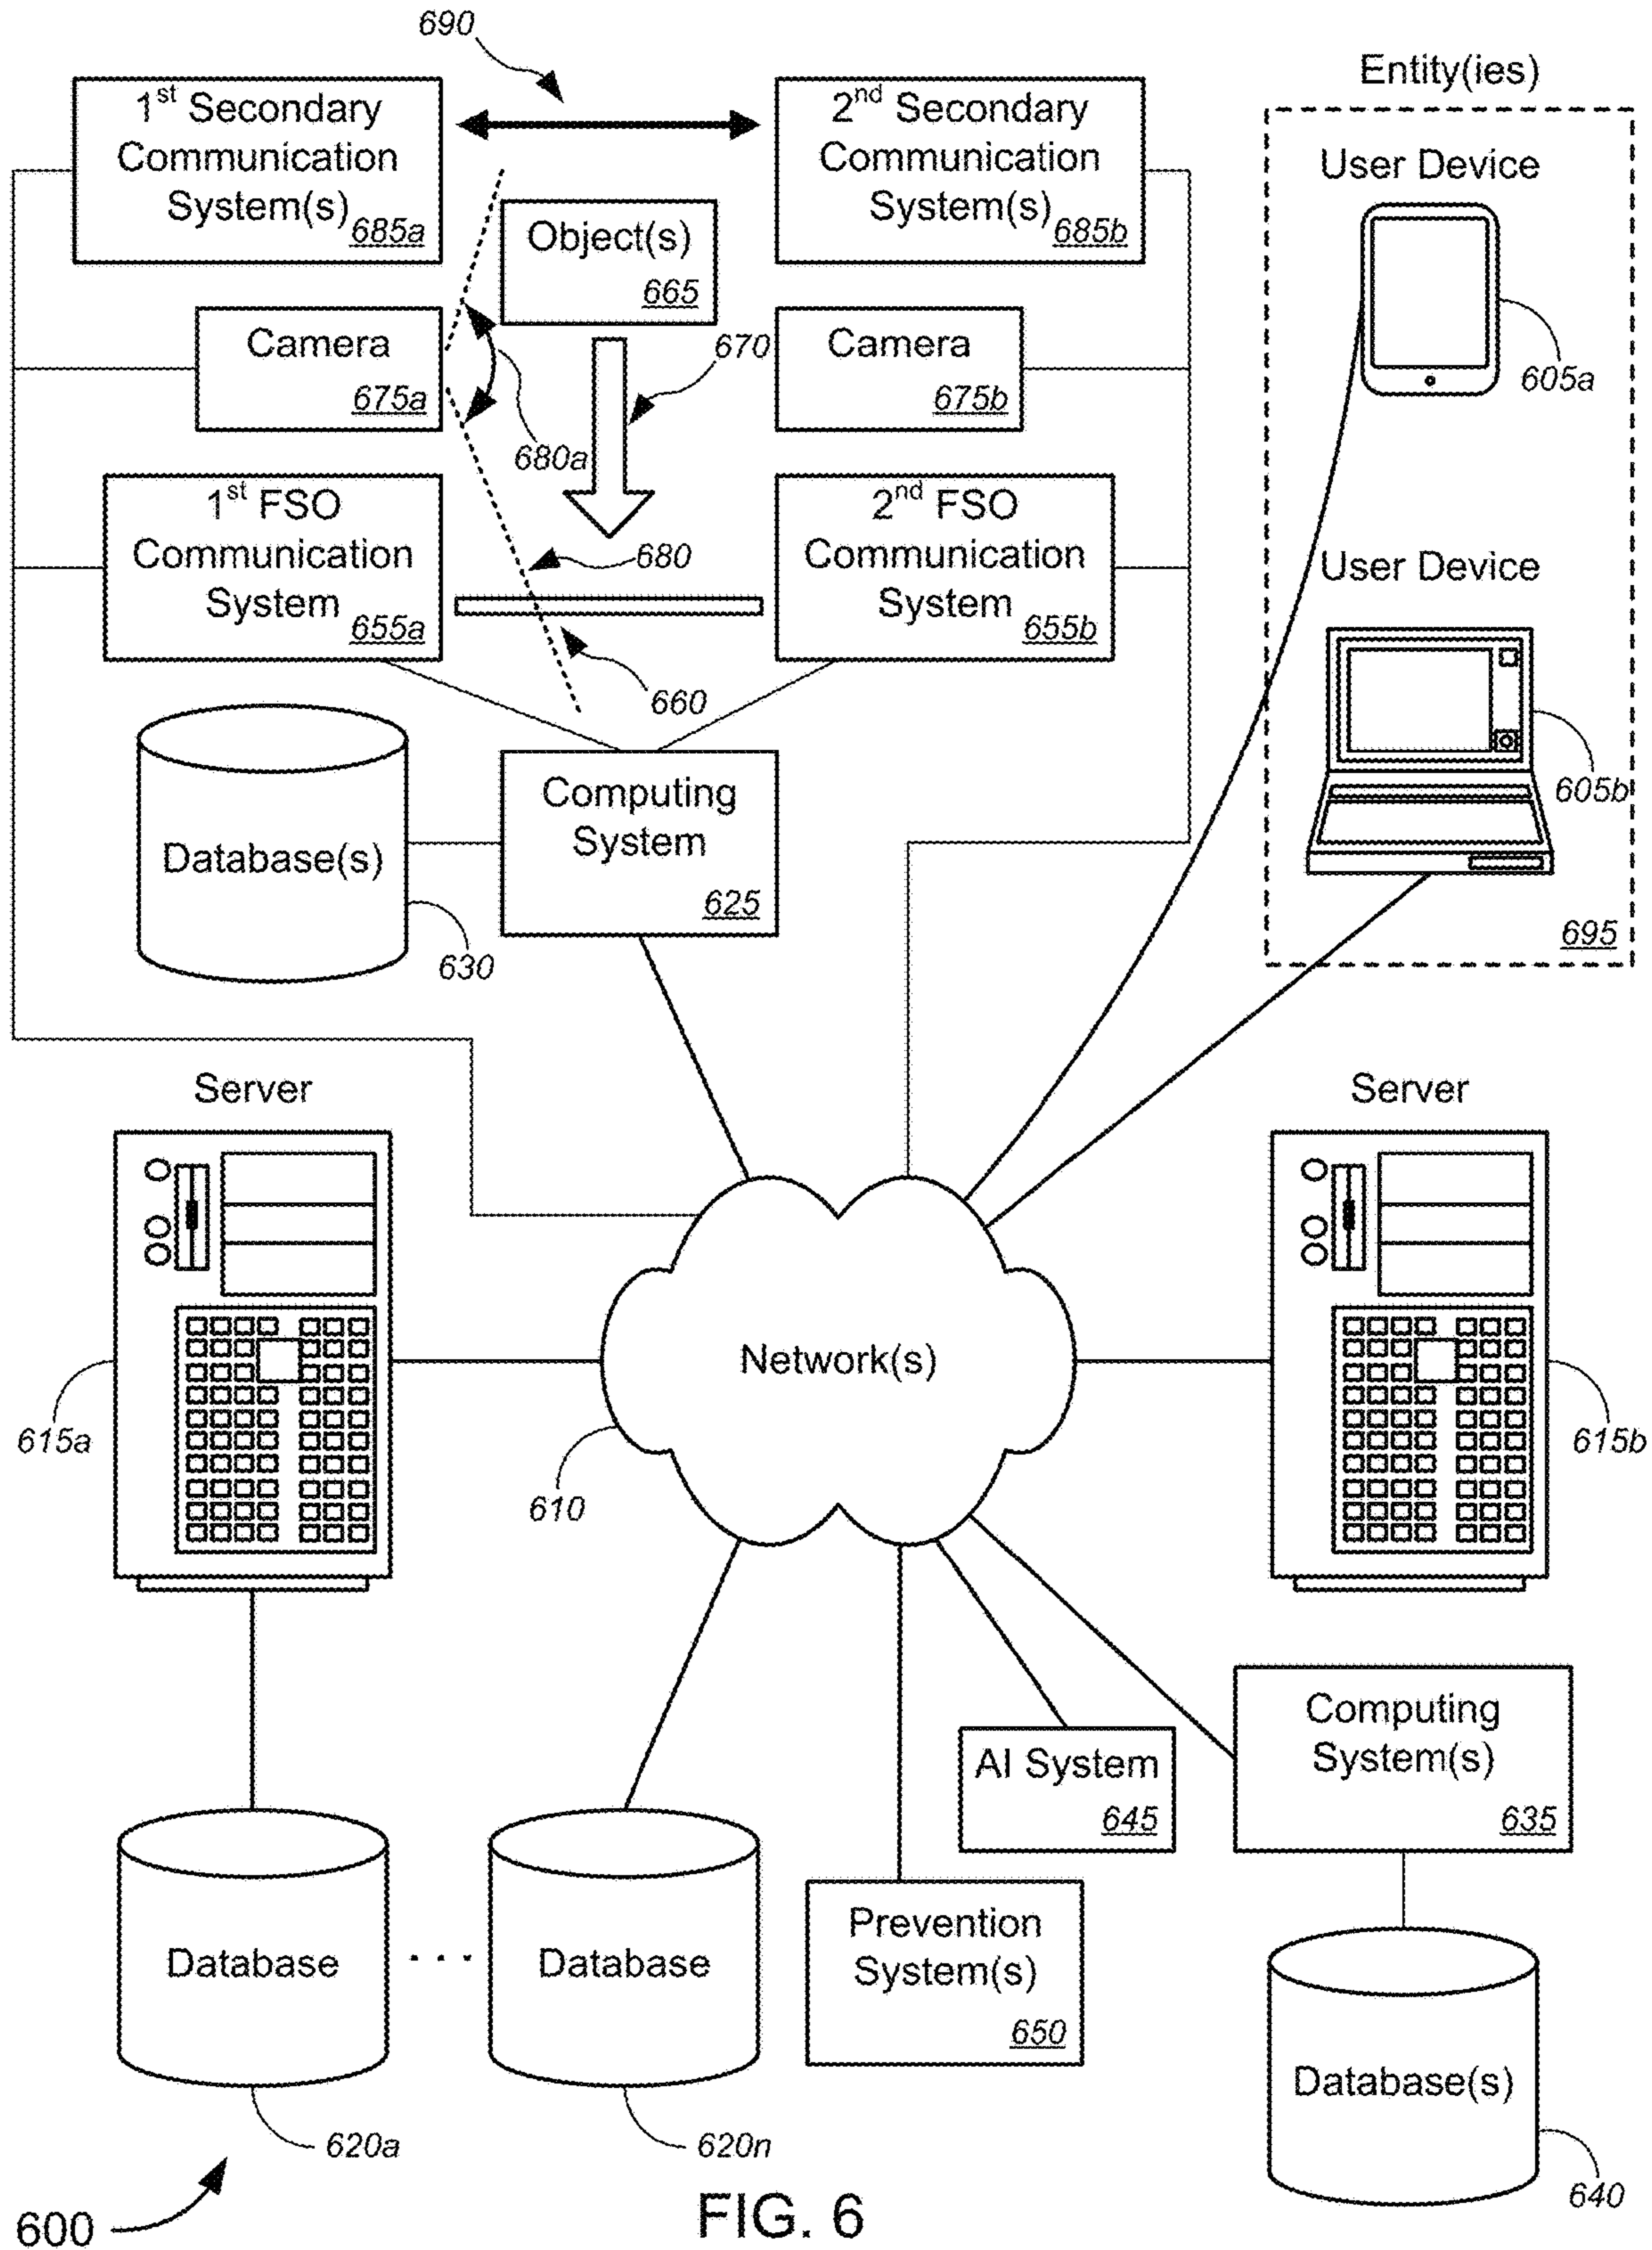 690
Entity(ies)
1st Secondary
Communication
System(s)
685a
2nd Secondary
Communication
System(s)
685b
User Device
605a
Object(s)
665
Camera
675a
680a
670
Camera
675b
1st FSO
Communication
System
655a
680
660
2nd FSO
Communication
System
655b
User Device
605b
695
Database(s)
630
Computing
System
625
Server
615a
Server
615b
Network(s)
610
Computing
System(s)
635
AI System
645
Prevention
System(s)
650
Database
620a
. . .
Database
620n
Database(s)
640
600
FIG. 6